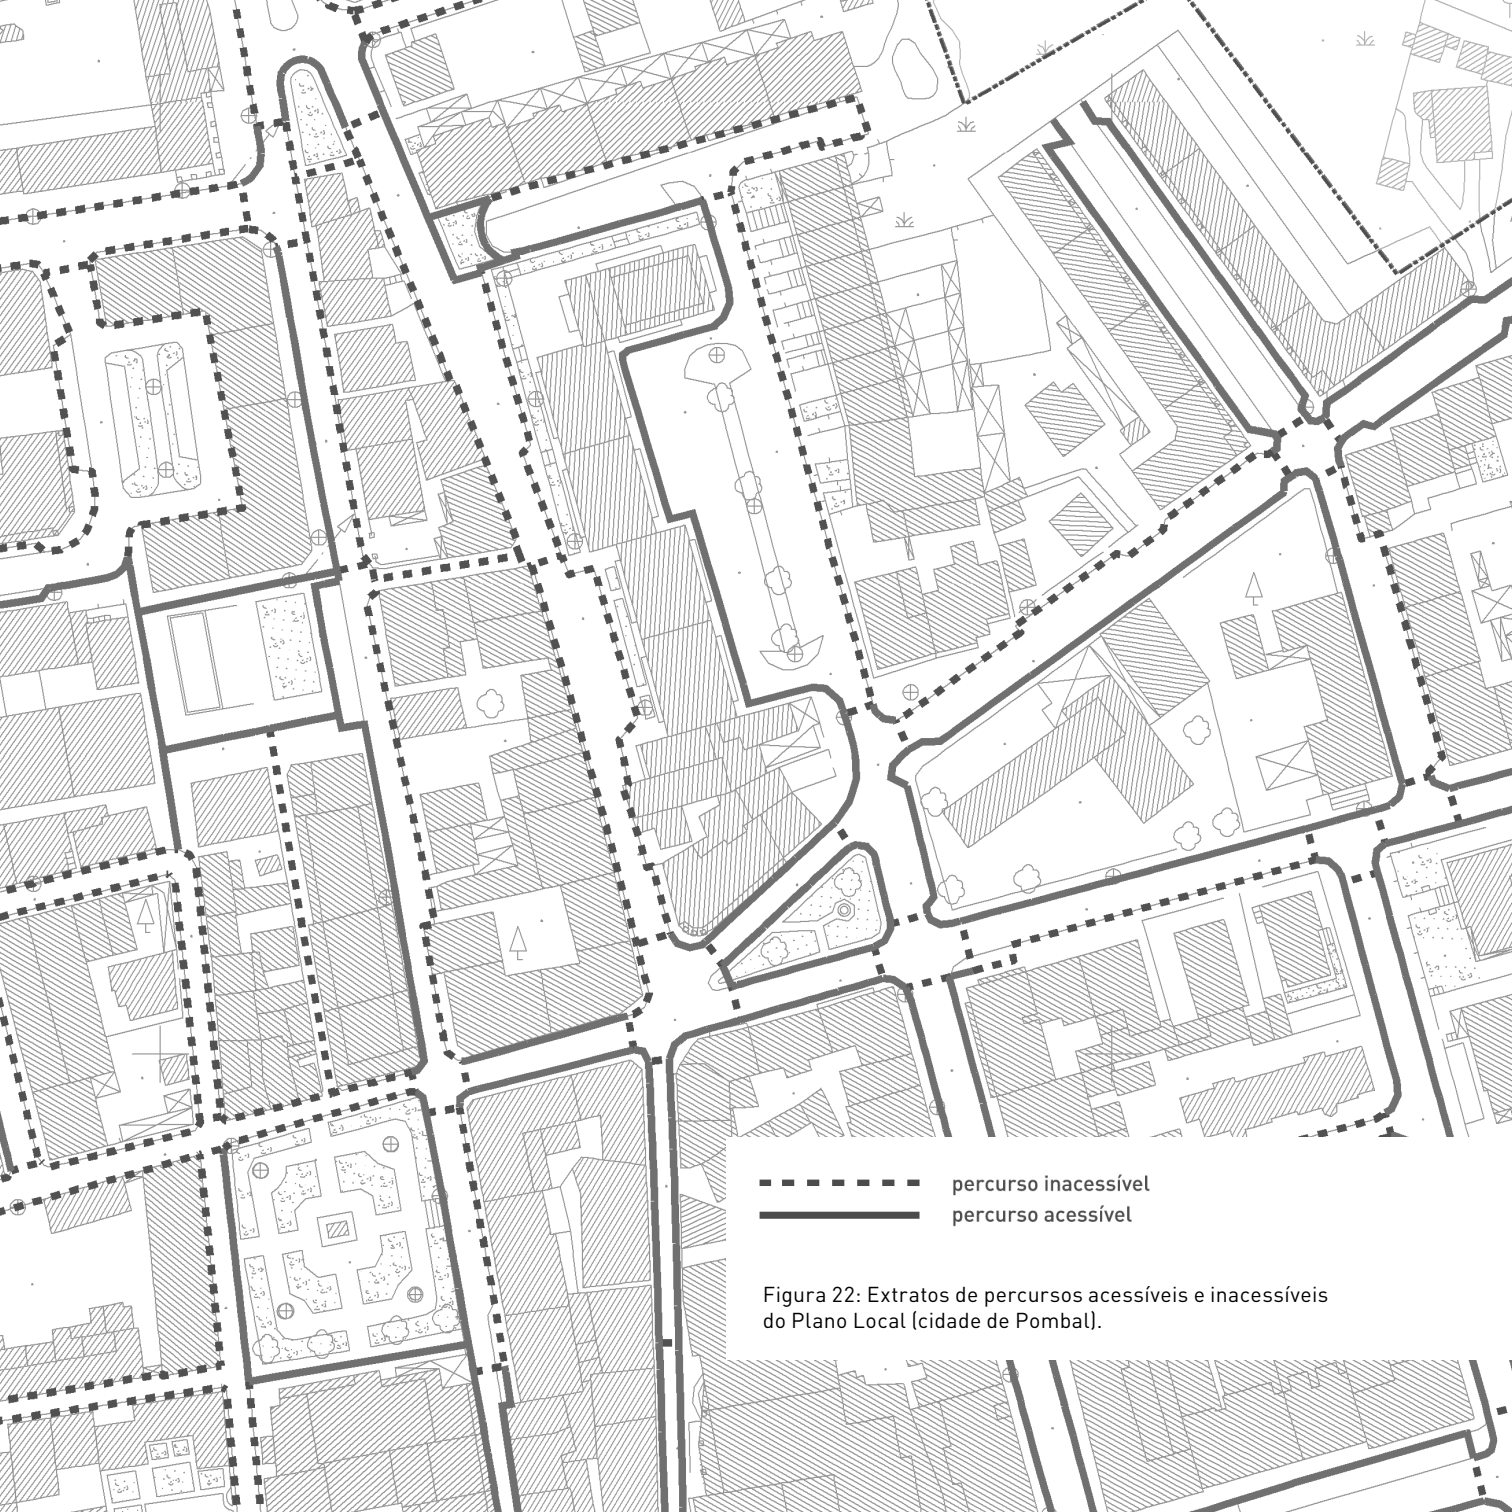 percurso inacessível
percurso acessível
Figura 22: Extratos de percursos acessíveis e inacessíveis
do Plano Local (cidade de Pombal).